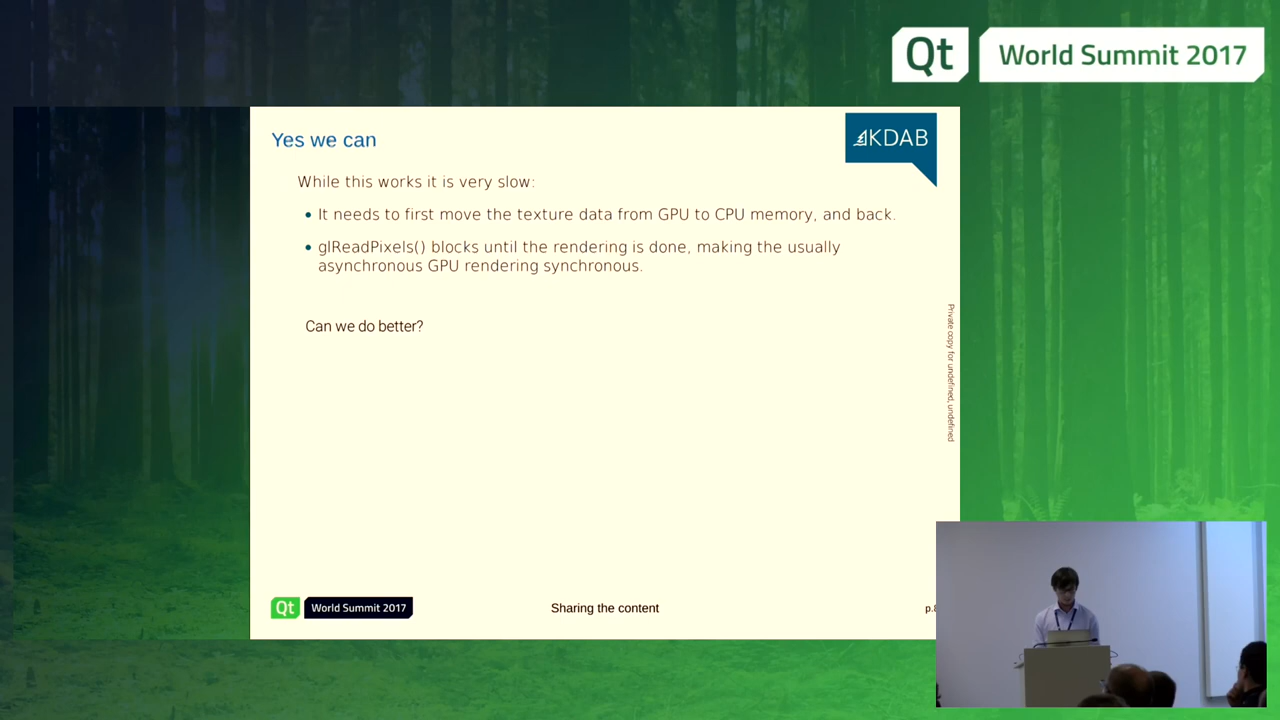 Qt World Summit 2017
Yes we can
KDAB
While this works it is very slow:
• It needs to first move the texture data from GPU to CPU memory, and back.
• glReadPixels() blocks until the rendering is done, making the usually
asynchronous GPU rendering synchronous.
Can we do better?
Private copy for undefined, undefined
Qt World Summit 2017
Sharing the content
p.8